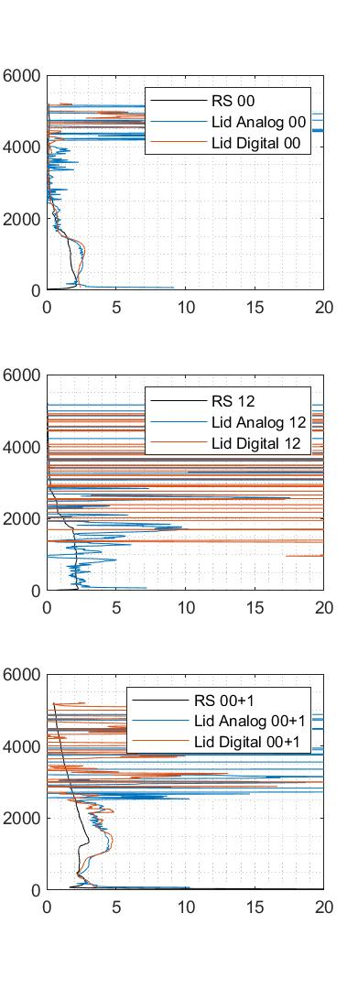 6000
RS 00
Lid Analog 00
Lid Digital 00
4000
2000
0
0 5 10 15 20
6000
RS 12
Lid Analog 12
Lid Digital 12
4000
2000
0
0 5 10 15 20
6000
RS 00+1
Lid Analog 00+1
Lid Digital 00+1
4000
2000
0
0 5 10 15 20